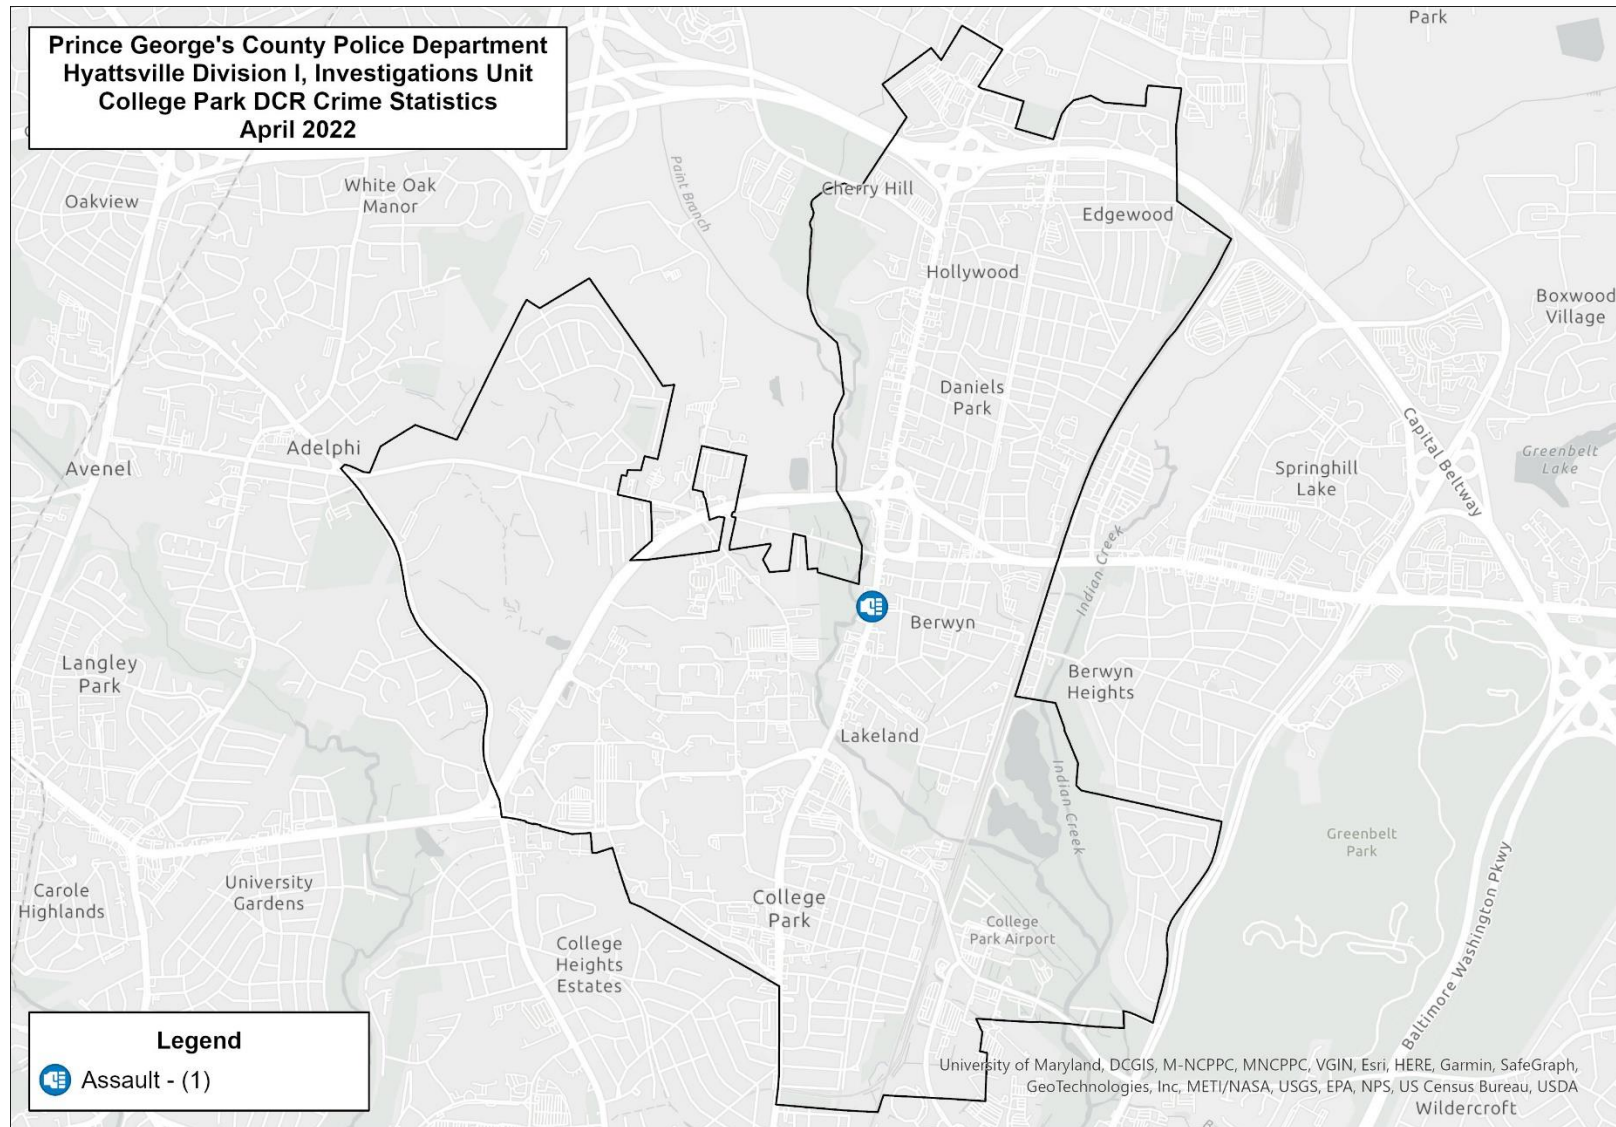 Prince George's County Police Department
Hyattsville Division I, Investigations Unit
College Park DCR Crime Statistics
April 2022
Park
Oakview
White Oak
Manor
Paint Branch
Cherry Hill
Edgewood
Hollywood
Boxwood
Village
Daniels
Park
Adelphi
Avenel
Capital Beltway
Springhill
Lake
Greenbelt
Lake
Indian Creek
Berwyn
Langley
Park
Berwyn
Heights
Lakeland
Indian Creek
Greenbelt
Park
Carole
Highlands
University
Gardens
College
Park
College
Park Airport
College
Heights
Estates
Baltimore Washington Pkwy
Legend
Assault - (1)
University of Maryland, DCGIS, M-NCPPC, MNCPPC, VGIN, Esri, HERE, Garmin, SafeGraph,
GeoTechnologies, Inc, METI/NASA, USGS, EPA, NPS, US Census Bureau, USDA
Wildercroft